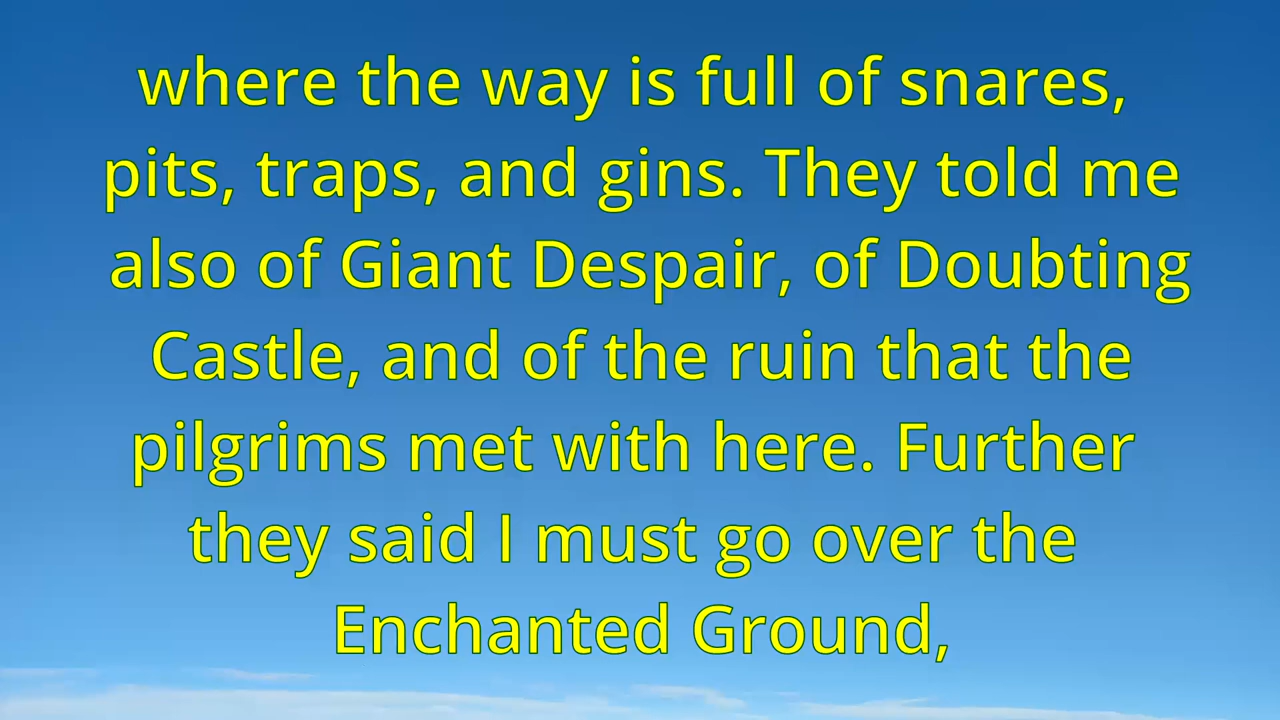 where the way is full of snares,
pits, traps, and gins. They told me
also of Giant Despair, of Doubting
Castle, and of the ruin that the
pilgrims met with here. Further
they said I must go over the
Enchanted Ground,